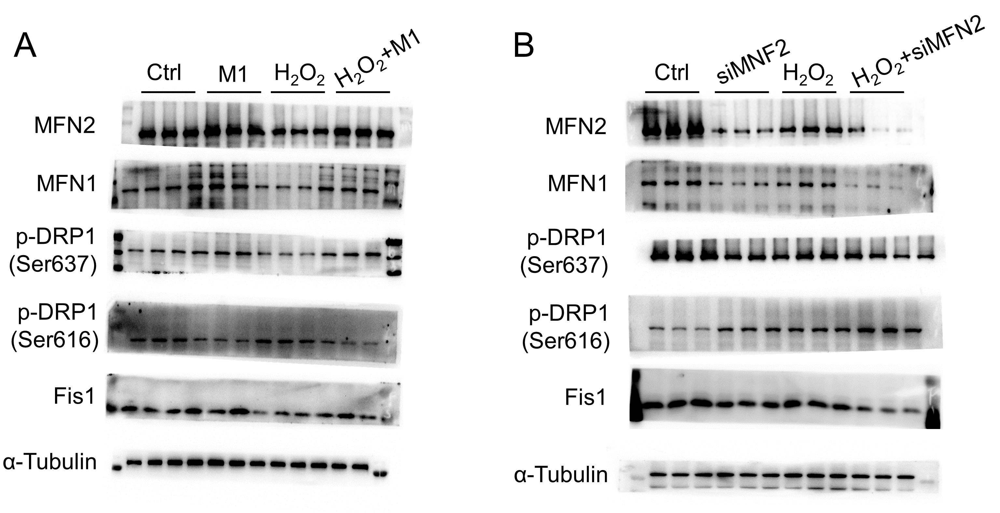 A
Ctrl
M1
H₂O₂
H₂O₂+M1
MFN2
MFN1
p-DRP1
(Ser637)
p-DRP1
(Ser616)
Fis1
α-Tubulin
B
Ctrl
siMNF2
H₂O₂
H₂O₂+siMFN2
MFN2
MFN1
p-DRP1
(Ser637)
p-DRP1
(Ser616)
Fis1
α-Tubulin